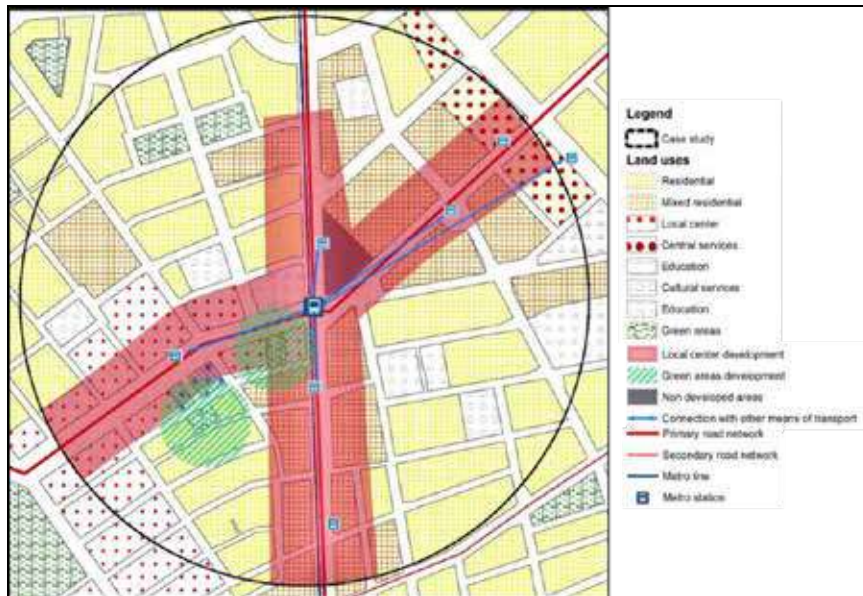 Legend
Case study
Land uses
Residential
Mixed residential
Local center
Central services
Education
Cultural services
Education
Green areas
Local center development
Green areas development
Non developed areas
Connection with other means of transport
Primary road network
Secondary road network
Metro line
Metro station